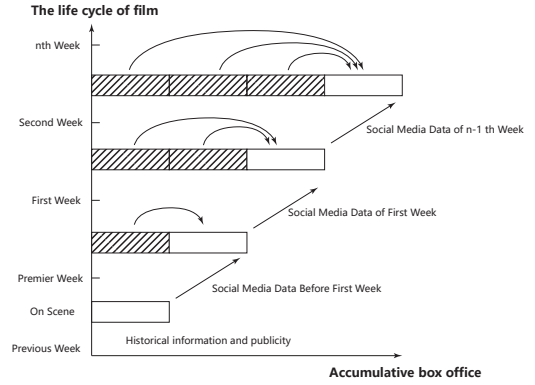 The life cycle of film
nth Week
Second Week
Social Media Data of n-1 th Week
First Week
Social Media Data of First Week
Premier Week
Social Media Data Before First Week
On Scene
Historical information and publicity
Previous Week
Accumulative box office